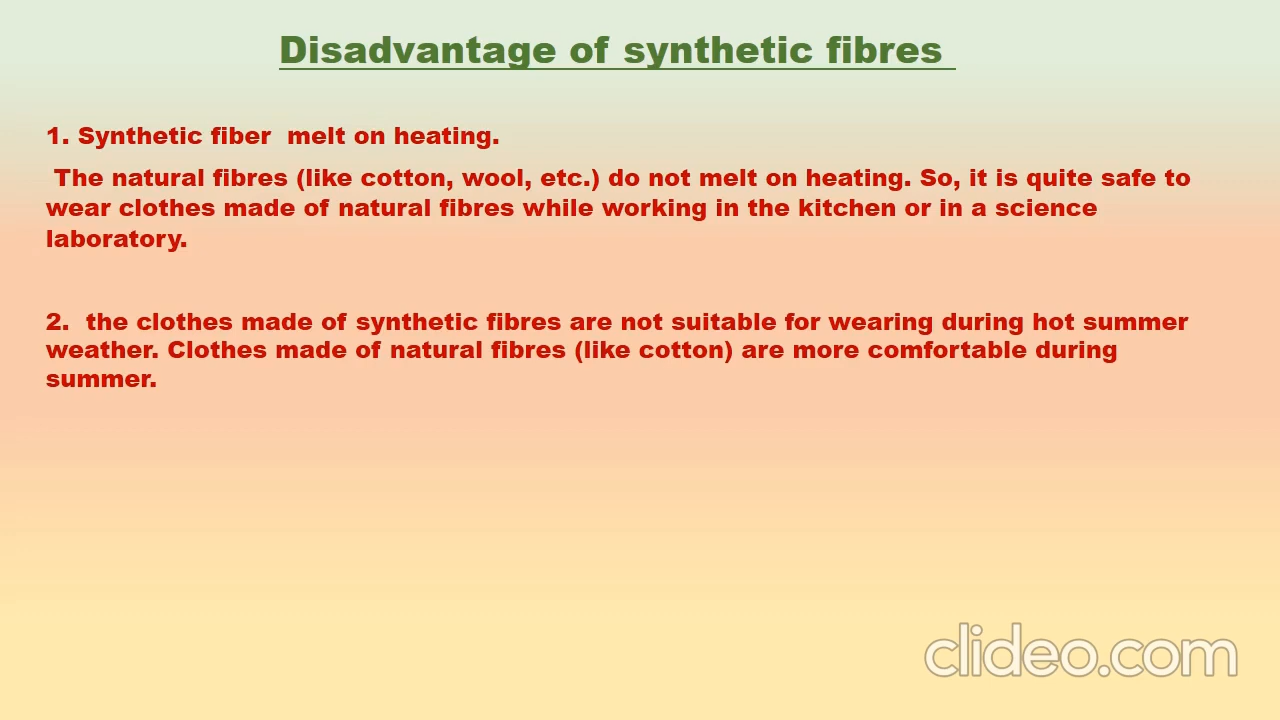 Disadvantage of synthetic fibres
1. Synthetic fiber  melt on heating.
The natural fibres (like cotton, wool, etc.) do not melt on heating. So, it is quite safe to
wear clothes made of natural fibres while working in the kitchen or in a science
laboratory.
2.  the clothes made of synthetic fibres are not suitable for wearing during hot summer
weather. Clothes made of natural fibres (like cotton) are more comfortable during
summer.
clideo.com